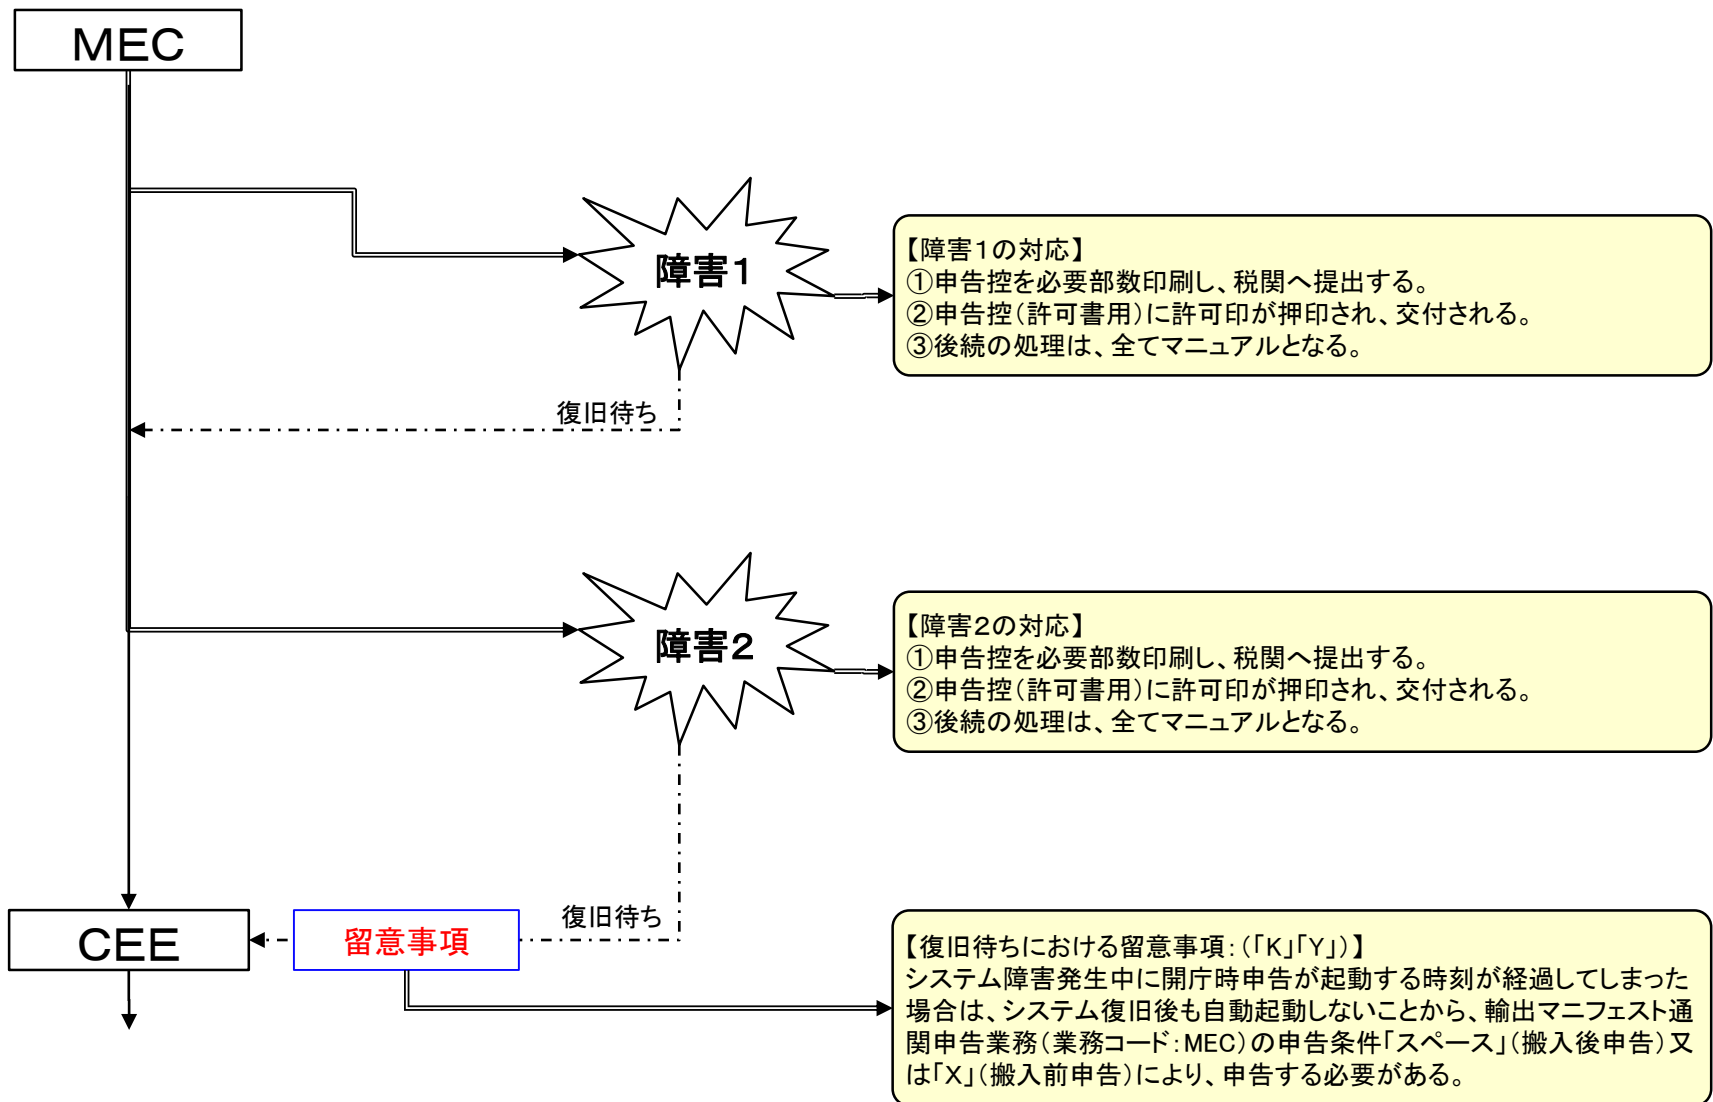 MEC
障害1
【障害1の対応】
①申告控を必要部数印刷し、税関へ提出する。
②申告控(許可書用)に許可印が押印され、交付される。
③後続の処理は、全てマニュアルとなる。
復旧待ち
障害2
【障害2の対応】
①申告控を必要部数印刷し、税関へ提出する。
②申告控(許可書用)に許可印が押印され、交付される。
③後続の処理は、全てマニュアルとなる。
復旧待ち
CEE
留意事項
【復旧待ちにおける留意事項:(「K」「Y」)】
システム障害発生中に開庁時申告が起動する時刻が経過してしまった
場合は、システム復旧後も自動起動しないことから、輸出マニフェスト通
関申告業務(業務コード:MEC)の申告条件「スペース」(搬入後申告)又
は「X」(搬入前申告)により、申告する必要がある。